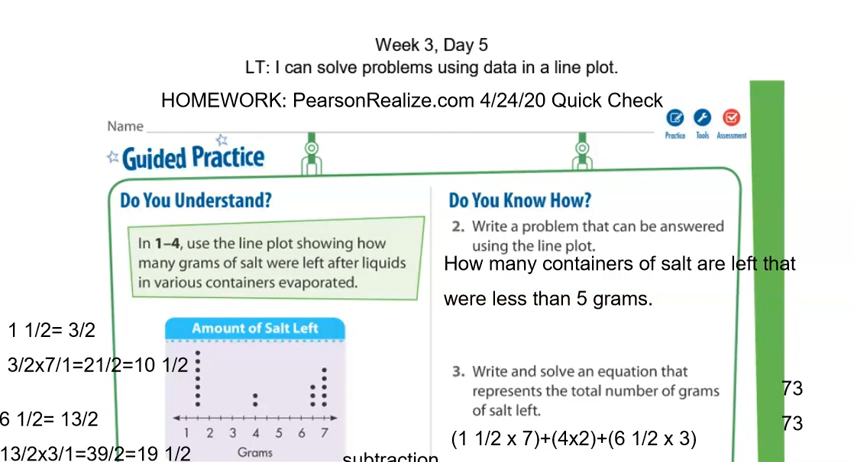 Week 3, Day 5
LT: I can solve problems using data in a line plot.
HOMEWORK: PearsonRealize.com 4/24/20 Quick Check
Name
Practice Tools Assessment
Guided Practice
Do You Understand?
In 1–4, use the line plot showing how
many grams of salt were left after liquids
in various containers evaporated.
Amount of Salt Left
1 2 3 4 5 6 7
Grams
1 1/2= 3/2
3/2x7/1=21/2=10 1/2
6 1/2= 13/2
13/2x3/1=39/2=19 1/2
subtraction
Do You Know How?
2. Write a problem that can be answered
using the line plot.
How many containers of salt are left that
were less than 5 grams.
3. Write and solve an equation that
represents the total number of grams
of salt left.
(1 1/2 x 7)+(4x2)+(6 1/2 x 3)
73
73